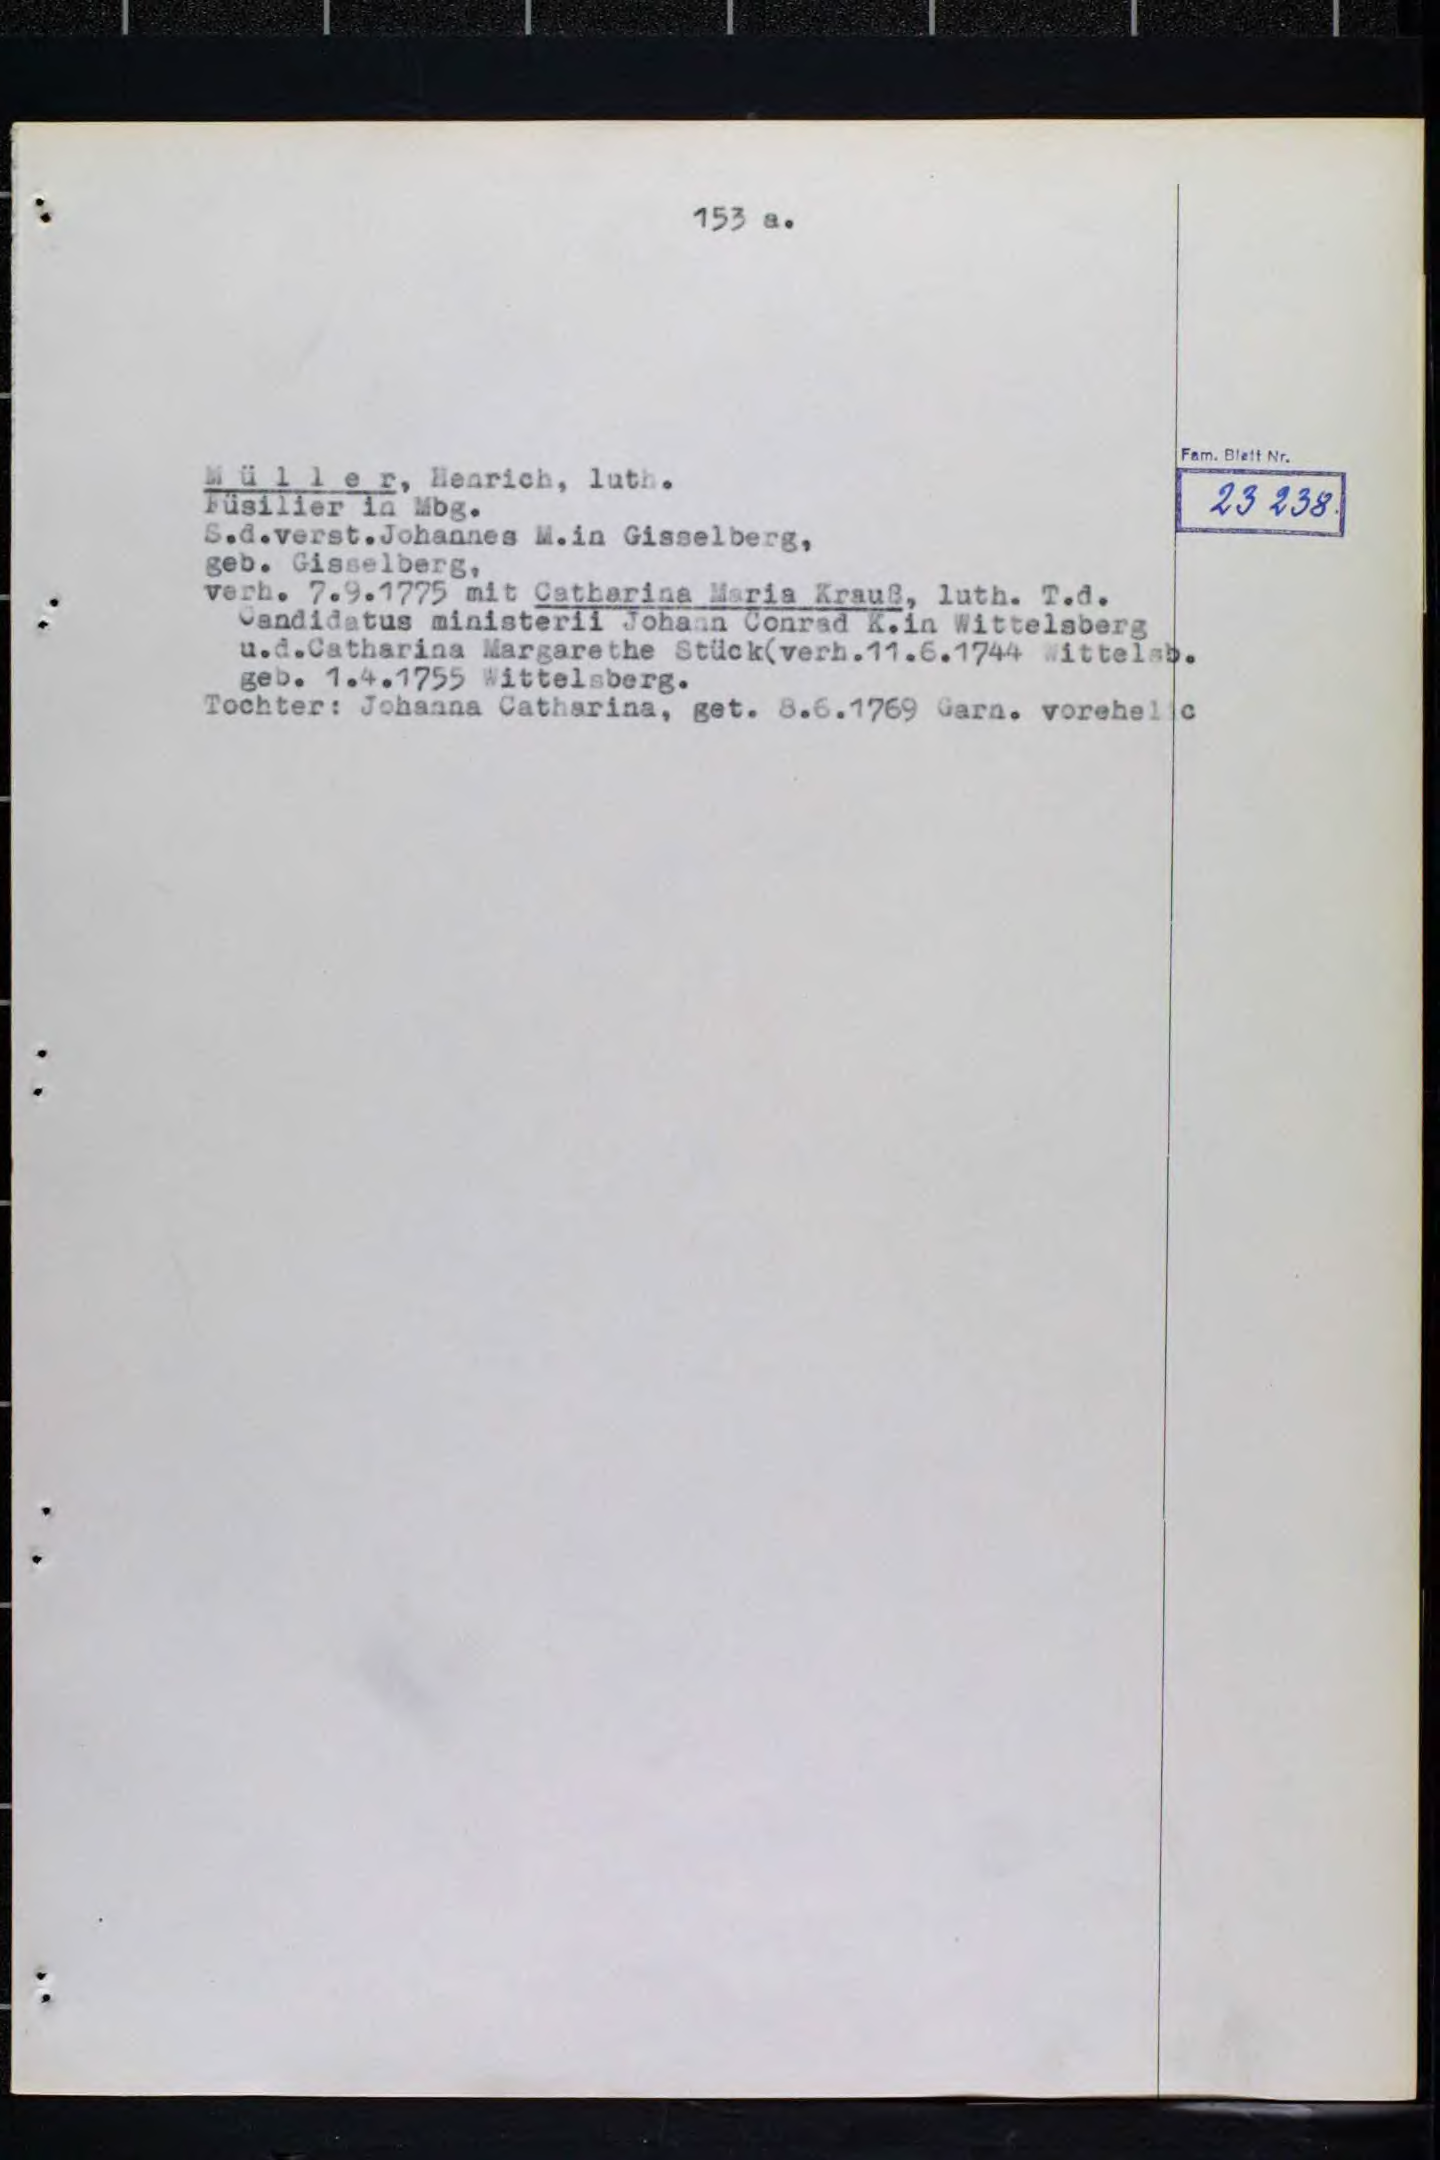 153 a.
Fam. Blatt Nr.
23 238.
M ü l l e r, Henrich, luth.
Füsilier in Mbg.
S.d.verst.Johannes M.in Gisselberg,
geb. Gisselberg,
verh. 7.9.1775 mit Catharina Maria Krauß, luth. T.d.
Candidatus ministerii Johann Conrad K.in Wittelsberg
u.d.Catharina Margarethe Stück(verh.11.6.1744 Wittelsb.
geb. 1.4.1755 Wittelsberg.
Tochter: Johanna Catharina, get. 8.6.1769 Garn. vorehelic